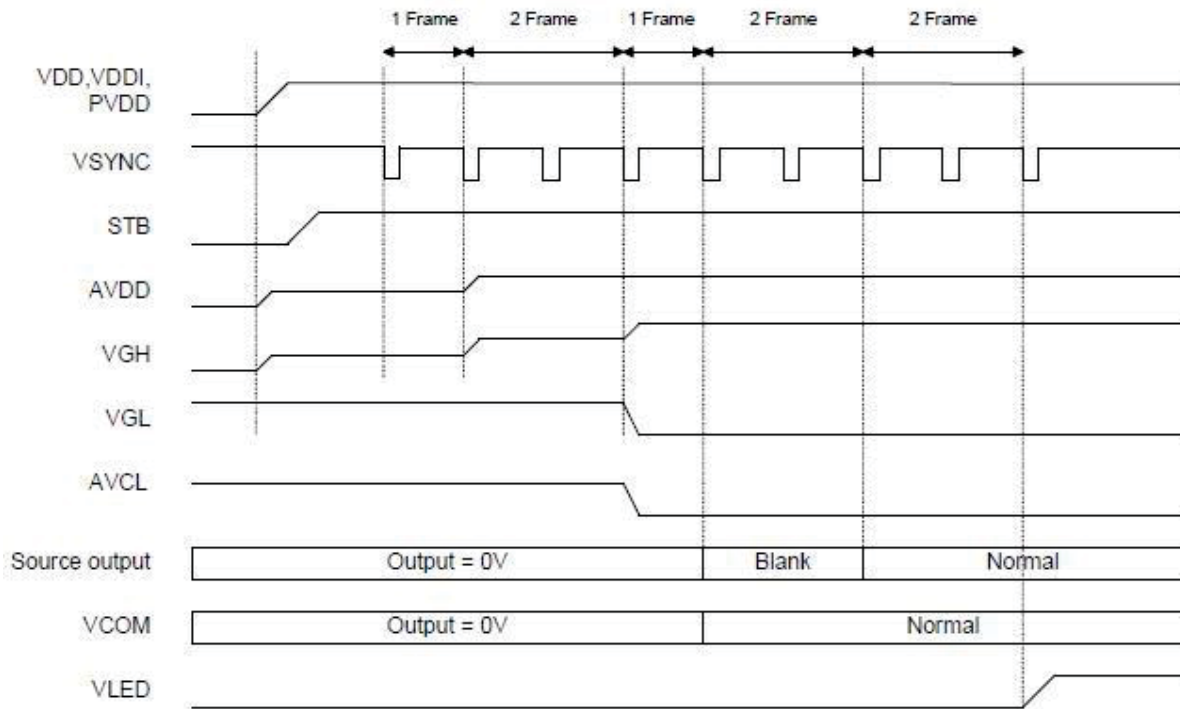 1 Frame 2 Frame 1 Frame 2 Frame 2 Frame
VDD,VDDI,
PVDD
VSYNC
STB
AVDD
VGH
VGL
AVCL
Source output Output = 0V Blank Normal
VCOM Output = 0V Normal
VLED